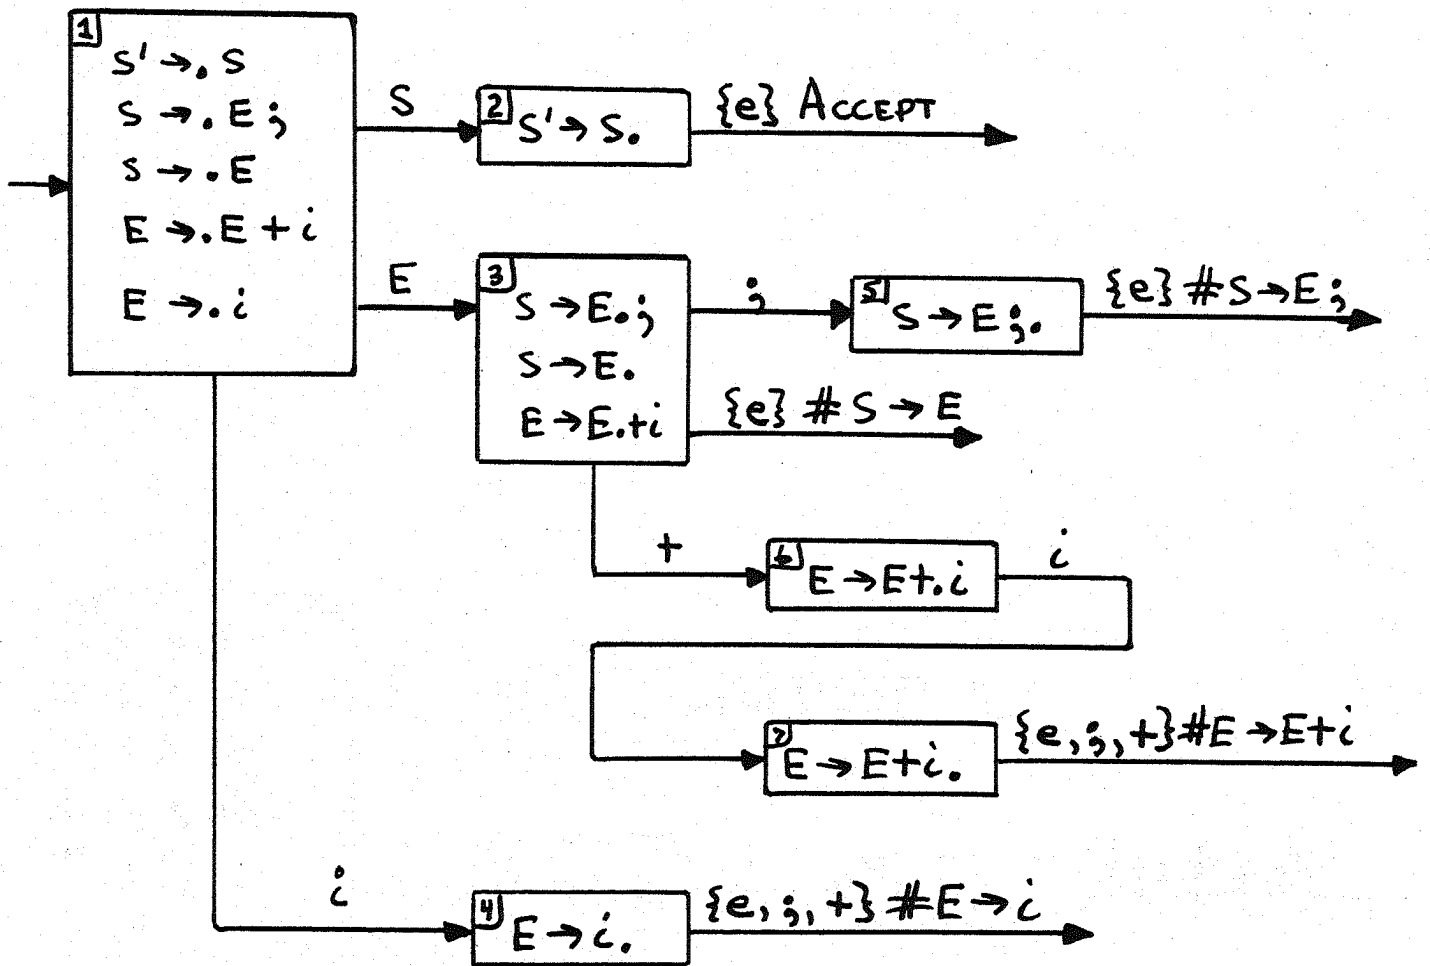 1
S' → . S
S → . E ;
S → . E
E → . E + i
E → . i
S
2
S' → S .
{e} ACCEPT
E
3
S → E . ;
S → E .
E → E . + i
;
5
S → E ; .
{e} # S → E ;
{e} # S → E
+
6
E → E + . i
i
7
E → E + i .
{e, ;, +} # E → E + i
i
4
E → i .
{e, ;, +} # E → i